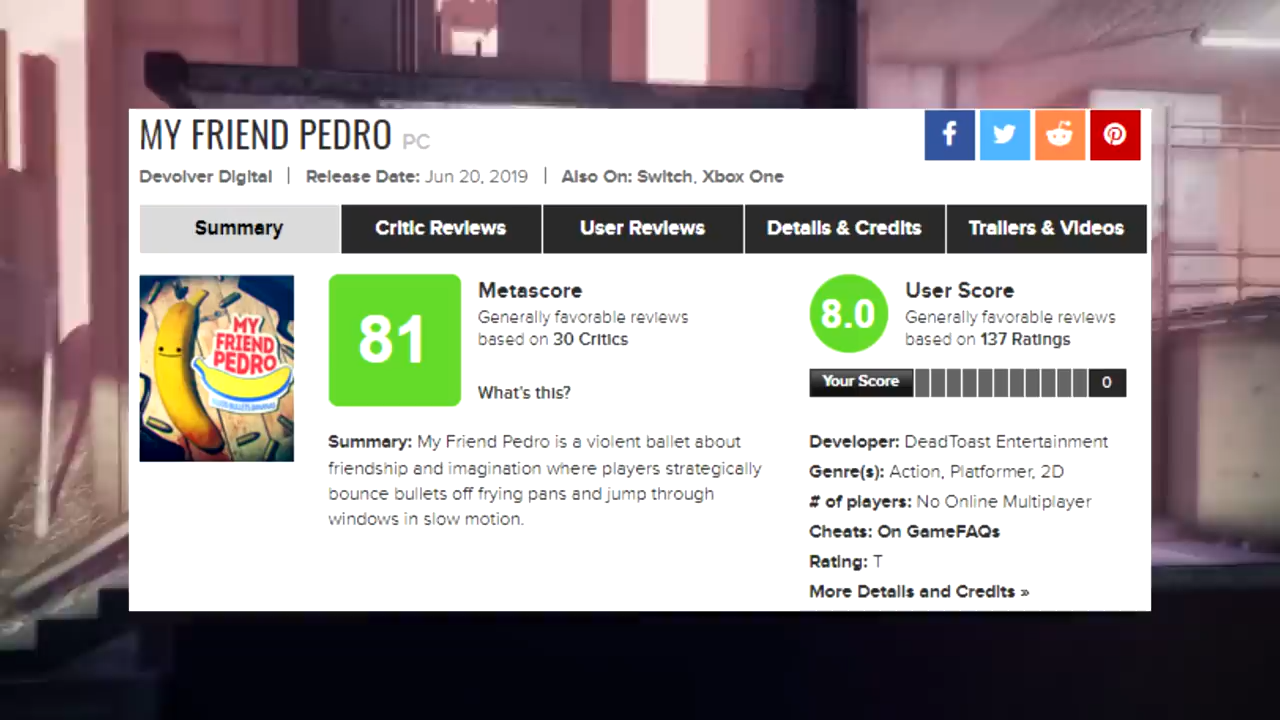 MY FRIEND PEDRO PC
Devolver Digital | Release Date: Jun 20, 2019 | Also On: Switch, Xbox One
Summary Critic Reviews User Reviews Details & Credits Trailers & Videos
MY
FRIEND
PEDRO
81
Metascore
Generally favorable reviews
based on 30 Critics
What's this?
Summary: My Friend Pedro is a violent ballet about
friendship and imagination where players strategically
bounce bullets off frying pans and jump through
windows in slow motion.
8.0
User Score
Generally favorable reviews
based on 137 Ratings
Your Score 0
Developer: DeadToast Entertainment
Genre(s): Action, Platformer, 2D
# of players: No Online Multiplayer
Cheats: On GameFAQs
Rating: T
More Details and Credits »